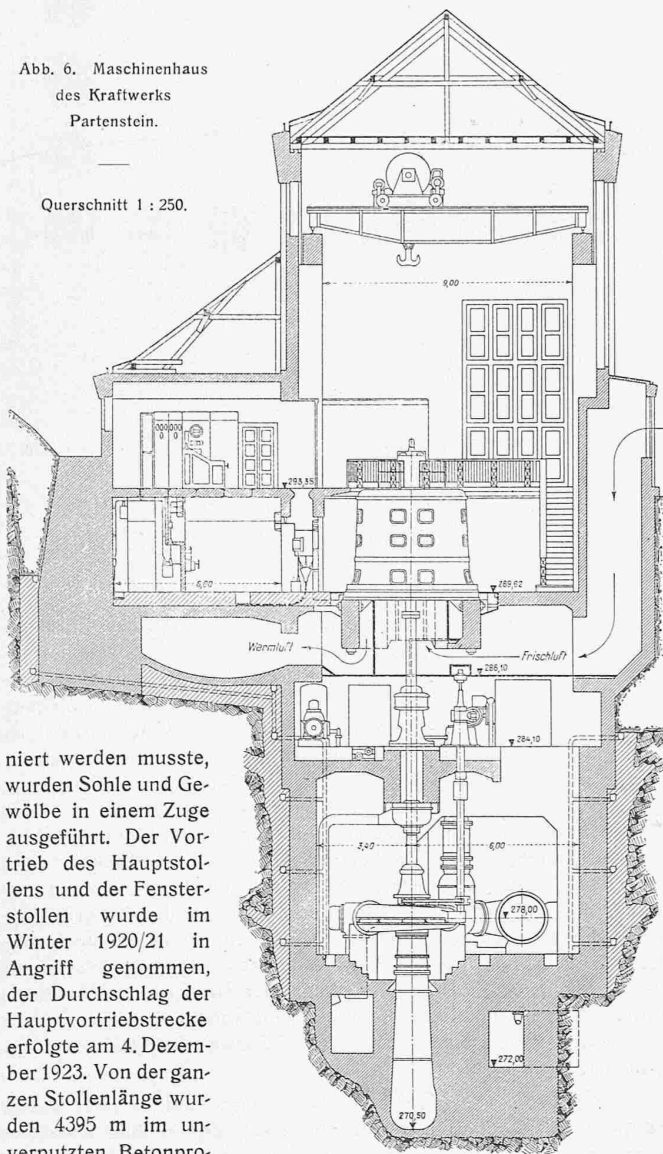 Abb. 6. Maschinenhaus
des Kraftwerks
Partenstein.
Querschnitt 1 : 250.
9,00
293,35
6,00
289,62
Warmluft
Frischluft
286,10
284,10
3,40
6,00
278,00
272,00
270,50
niert werden musste,
wurden Sohle und Ge-
wölbe in einem Zuge
ausgeführt. Der Vor-
trieb des Hauptstol-
lens und der Fenster-
stollen wurde im
Winter 1920/21 in
Angriff genommen,
der Durchschlag der
Hauptvortriebstrecke
erfolgte am 4. Dezem-
ber 1923. Von der gan-
zen Stollenlänge wur-
den 4395 m im un-
verputzten Betonpro-